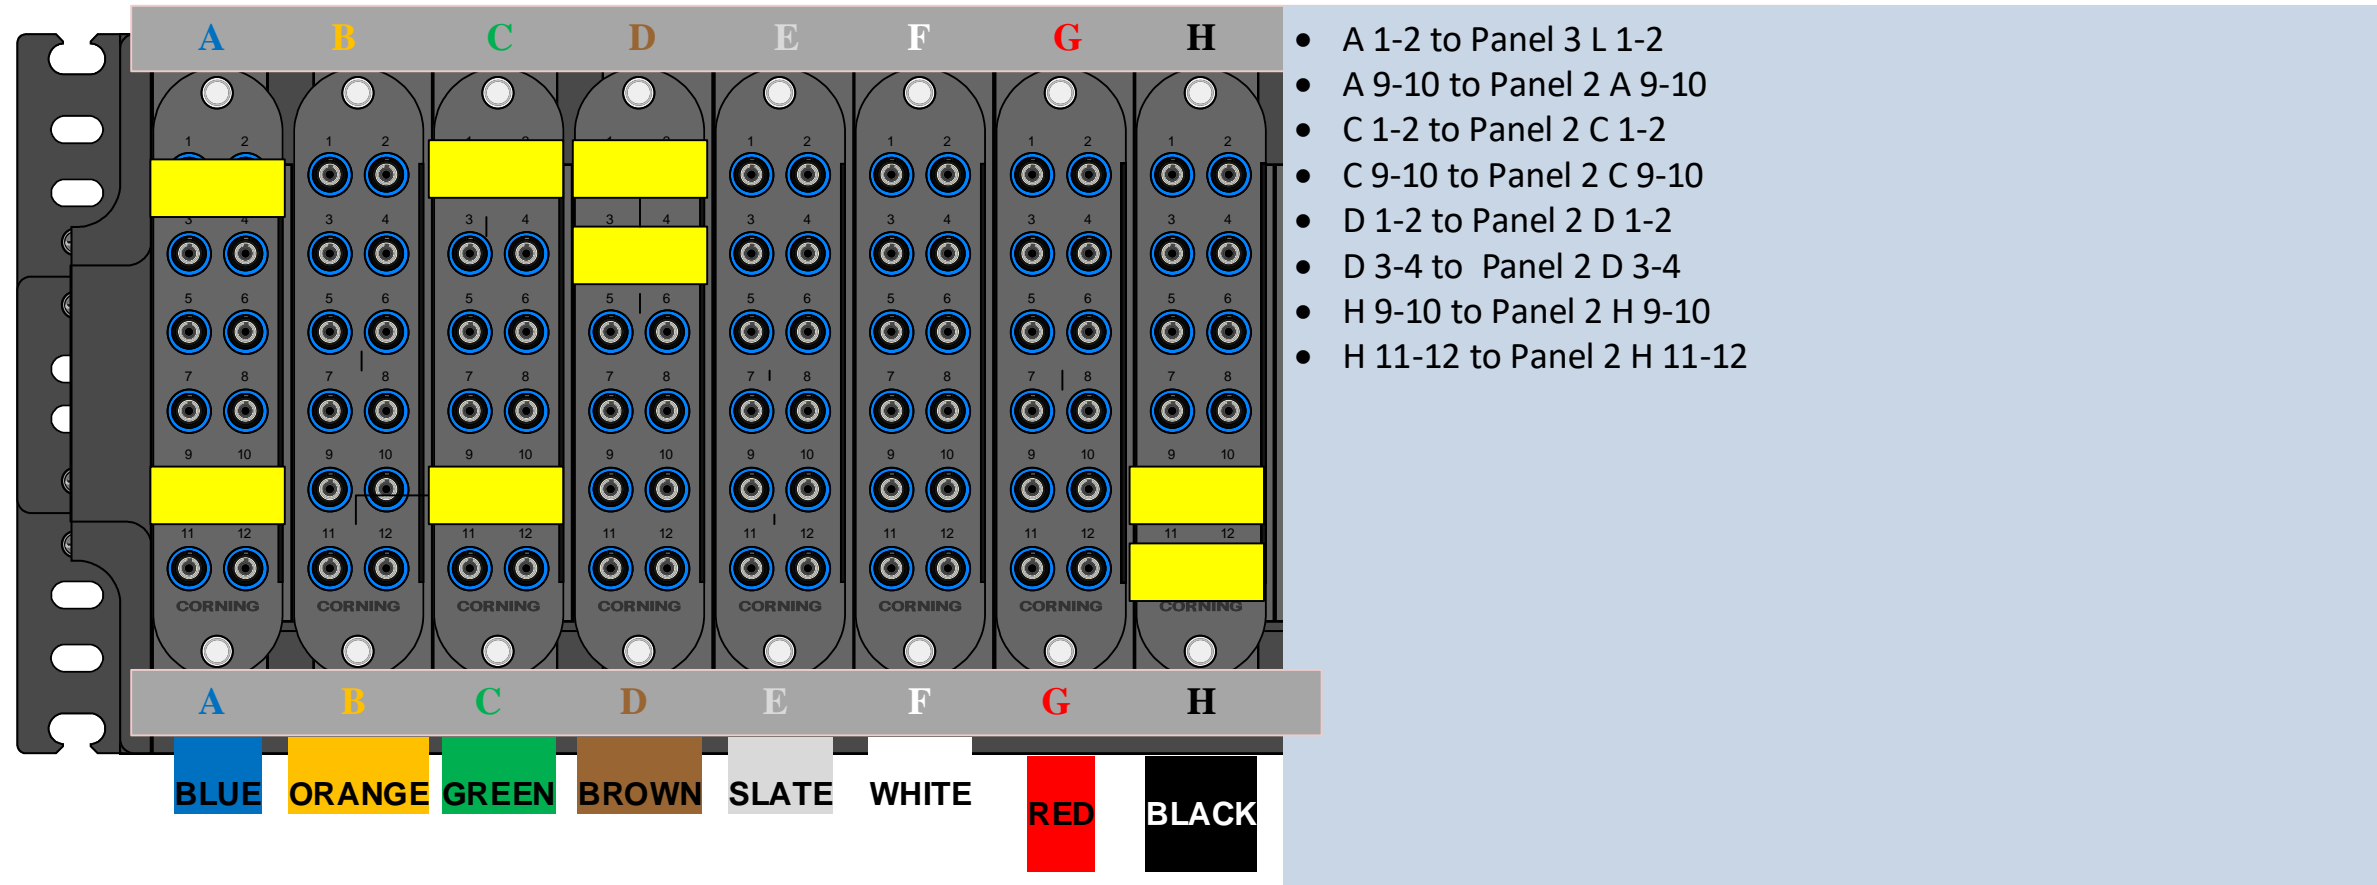 A B C D E F G H
1 2 1 2 1 2 1 2 1 2 1 2
3 4 3 4 3 4 3 4 3 4 3 4 3 4 3 4
5 6 5 6 5 6 5 6 5 6 5 6 5 6 5 6
7 8 7 8 7 8 7 8 7 8 7 8 7 8 7 8
9 10 9 10 9 10 9 10 9 10 9 10 9 10 9 10
11 12 11 12 11 12 11 12 11 12 11 12 11 12 11 12
CORNING CORNING CORNING CORNING CORNING CORNING CORNING CORNING
A B C D E F G H
BLUE ORANGE GREEN BROWN SLATE WHITE RED BLACK
• A 1-2 to Panel 3 L 1-2
• A 9-10 to Panel 2 A 9-10
• C 1-2 to Panel 2 C 1-2
• C 9-10 to Panel 2 C 9-10
• D 1-2 to Panel 2 D 1-2
• D 3-4 to  Panel 2 D 3-4
• H 9-10 to Panel 2 H 9-10
• H 11-12 to Panel 2 H 11-12